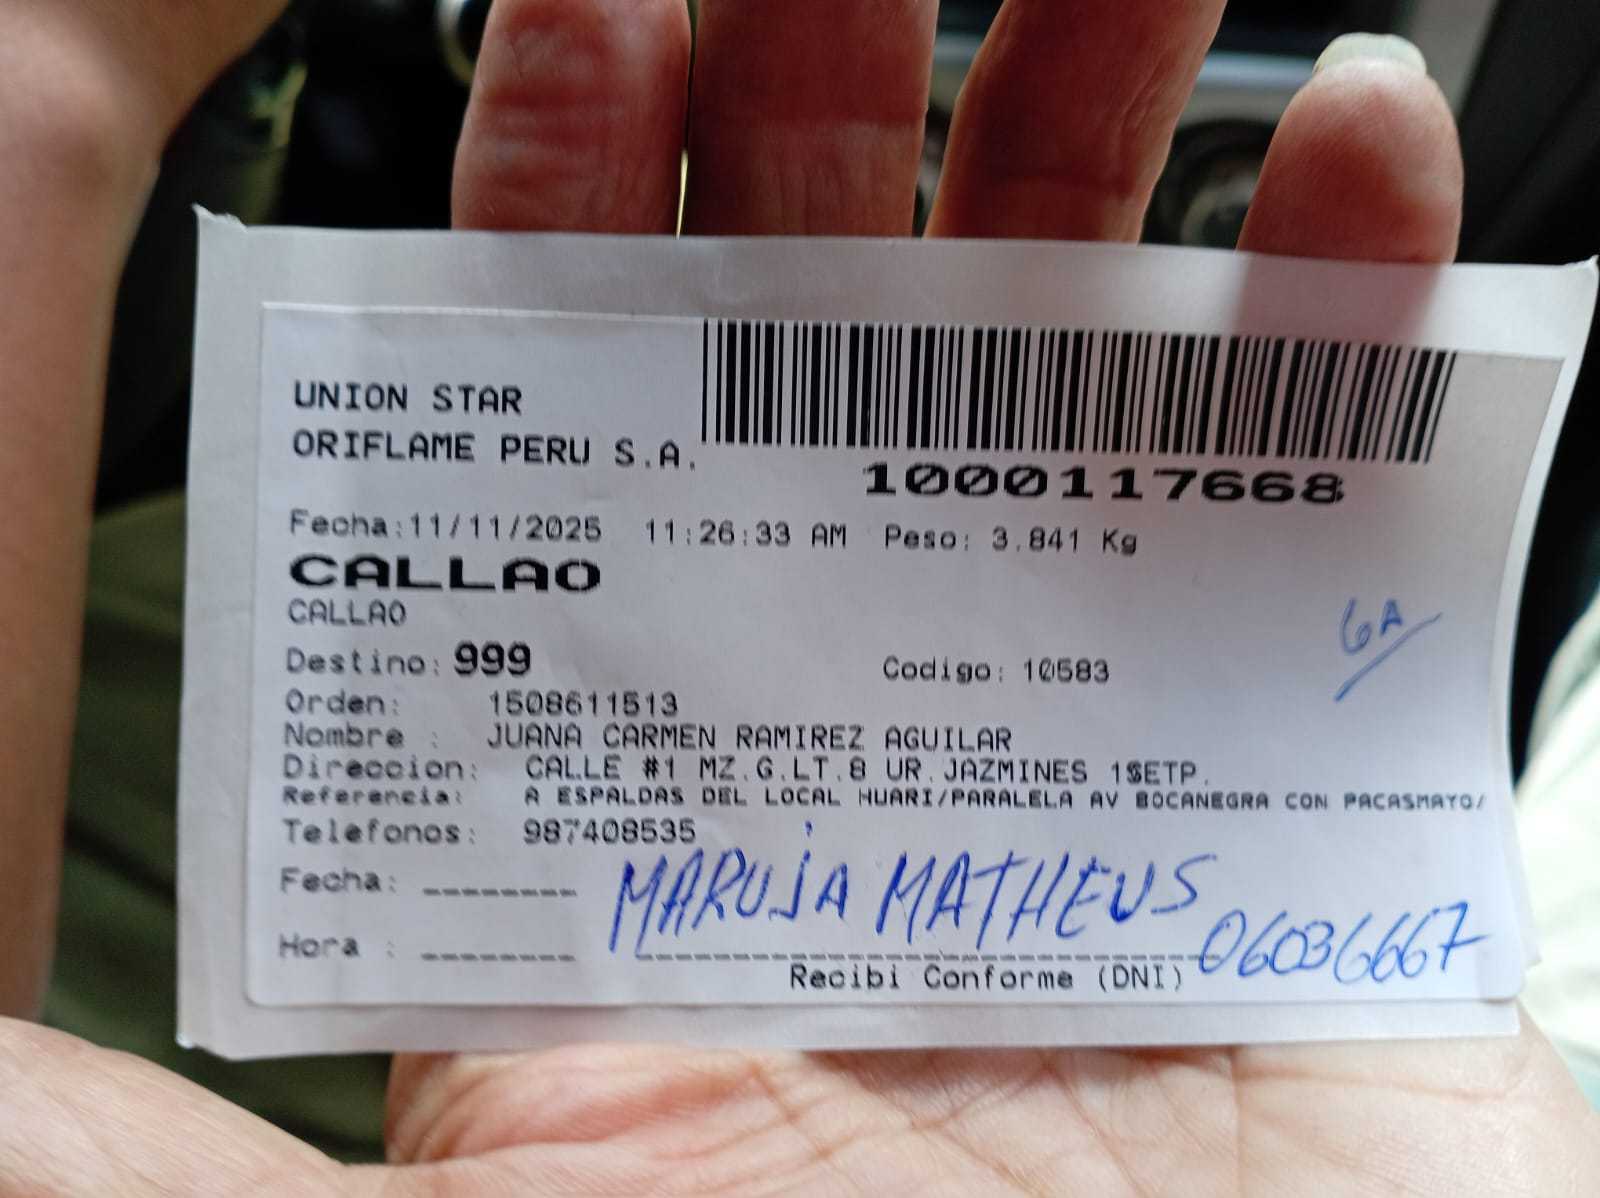 UNION STAR
ORIFLAME PERU S.A.
1000117668
Fecha:11/11/2025 11:26:33 AM Peso: 3.841 Kg
CALLAO
CALLAO
6A
Destino: 999 Codigo: 10583
Orden: 1508611513
Nombre : JUANA CARMEN RAMIREZ AGUILAR
Direccion: CALLE #1 MZ.G.LT.8 UR.JAZMINES 1SETP.
Referencia: A ESPALDAS DEL LOCAL HUARI/PARALELA AV BOCANEGRA CON PACASMAYO/
Telefonos: 987408535
Fecha: --------
MARUJA MATHEUS
Hora : --------
06036667
Recibi Conforme (DNI)